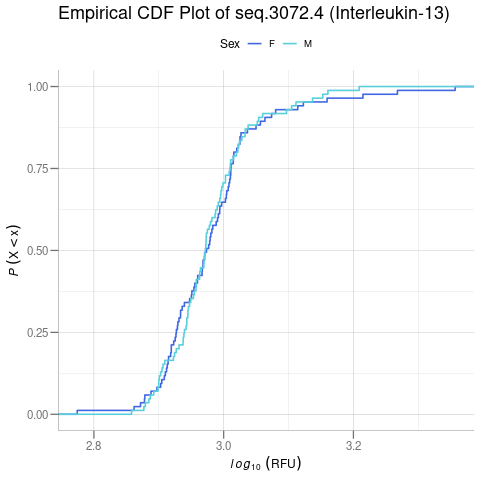 Empirical CDF Plot of seq.3072.4 (Interleukin-13)
Sex F M
1.00
0.75
0.50
0.25
0.00
P (X < x)
2.8 3.0 3.2
log₁₀ (RFU)